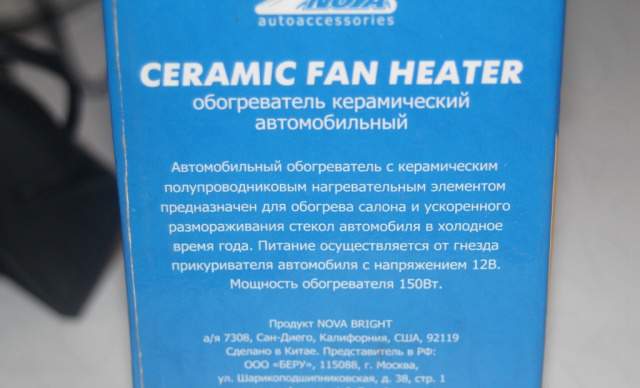 NOVA
autoaccessories
CERAMIC FAN HEATER
обогреватель керамический
автомобильный
Автомобильный обогреватель с керамическим
полупроводниковым нагревательным элементом
предназначен для обогрева салона и ускоренного
размораживания стекол автомобиля в холодное
время года. Питание осуществляется от гнезда
прикуривателя автомобиля с напряжением 12В.
Мощность обогревателя 150Вт.
Продукт NOVA BRIGHT
а/я 7308, Сан-Диего, Калифорния, США, 92119
Сделано в Китае. Представитель в РФ:
ООО «БЕРУ», 115088, г. Москва,
ул. Шарикоподшипниковская, д. 38, стр. 1